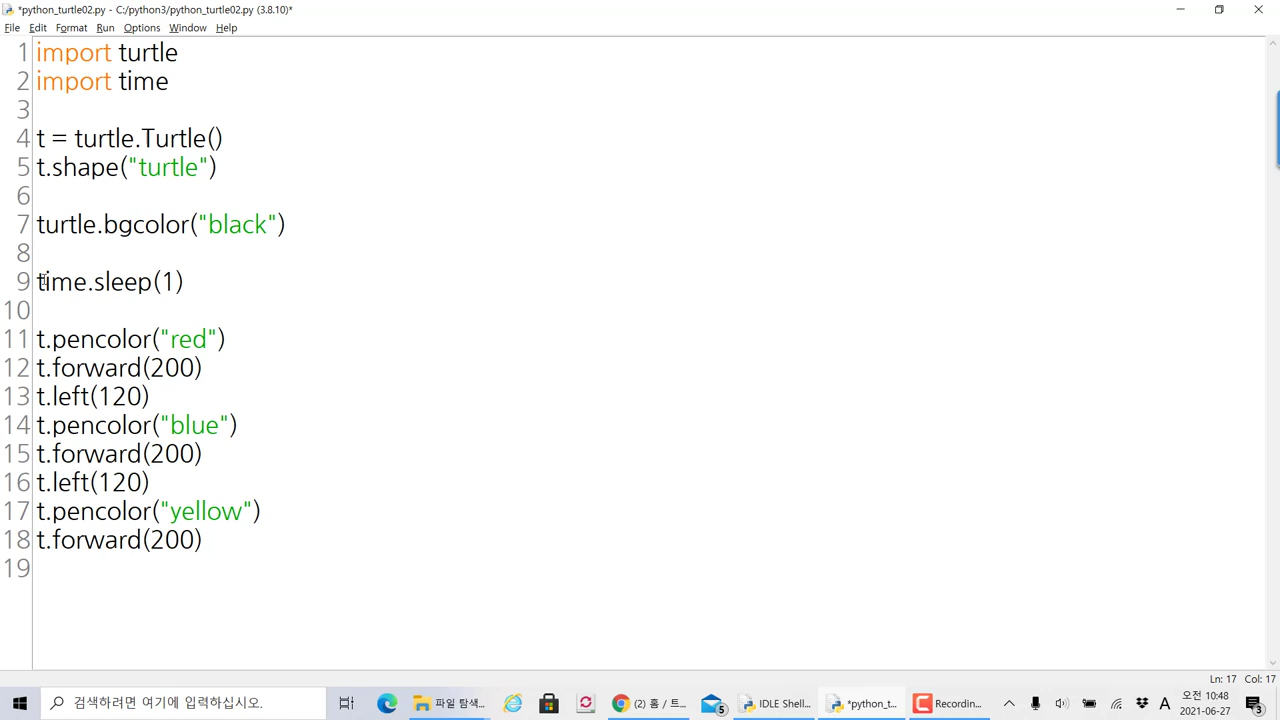 *python_turtle02.py - C:/python3/python_turtle02.py (3.8.10)*
File Edit Format Run Options Window Help
1 import turtle
2 import time
3
4 t = turtle.Turtle()
5 t.shape("turtle")
6
7 turtle.bgcolor("black")
8
9 time.sleep(1)
10
11 t.pencolor("red")
12 t.forward(200)
13 t.left(120)
14 t.pencolor("blue")
15 t.forward(200)
16 t.left(120)
17 t.pencolor("yellow")
18 t.forward(200)
19
Ln: 17 Col: 17
검색하려면 여기에 입력하십시오.
파일 탐색...
(2) 홈 / 트...
5
IDLE Shell...
*python_t...
Recordin...
A
오전 10:48
2021-06-27
3